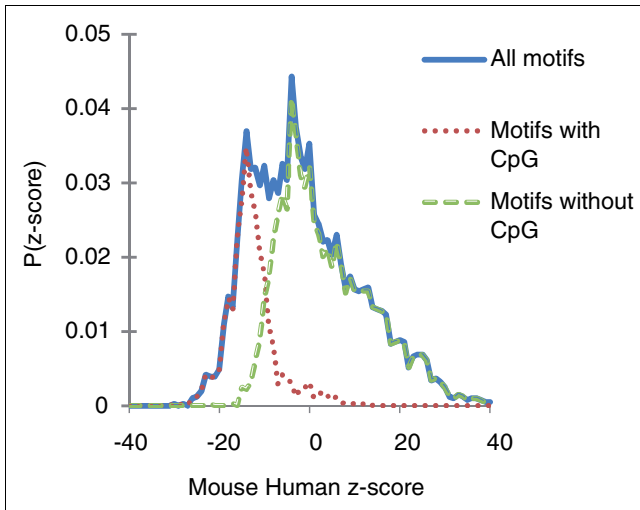 0.05
0.04
0.03
0.02
0.01
0
P(z-score)
All motifs
Motifs with
CpG
Motifs without
CpG
-40
-20
0
20
40
Mouse Human z-score